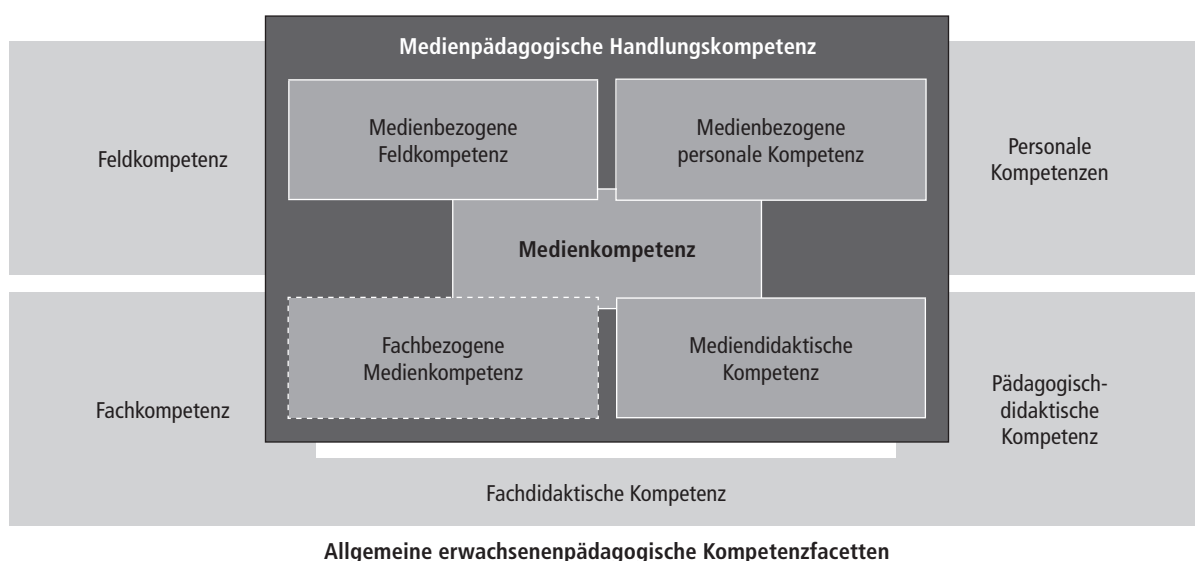 Medienpädagogische Handlungskompetenz
Medienbezogene
Feldkompetenz
Medienbezogene
personale Kompetenz
Feldkompetenz
Personale
Kompetenzen
Medienkompetenz
Fachbezogene
Medienkompetenz
Mediendidaktische
Kompetenz
Fachkompetenz
Pädagogisch-
didaktische
Kompetenz
Fachdidaktische Kompetenz
Allgemeine erwachsenenpädagogische Kompetenzfacetten